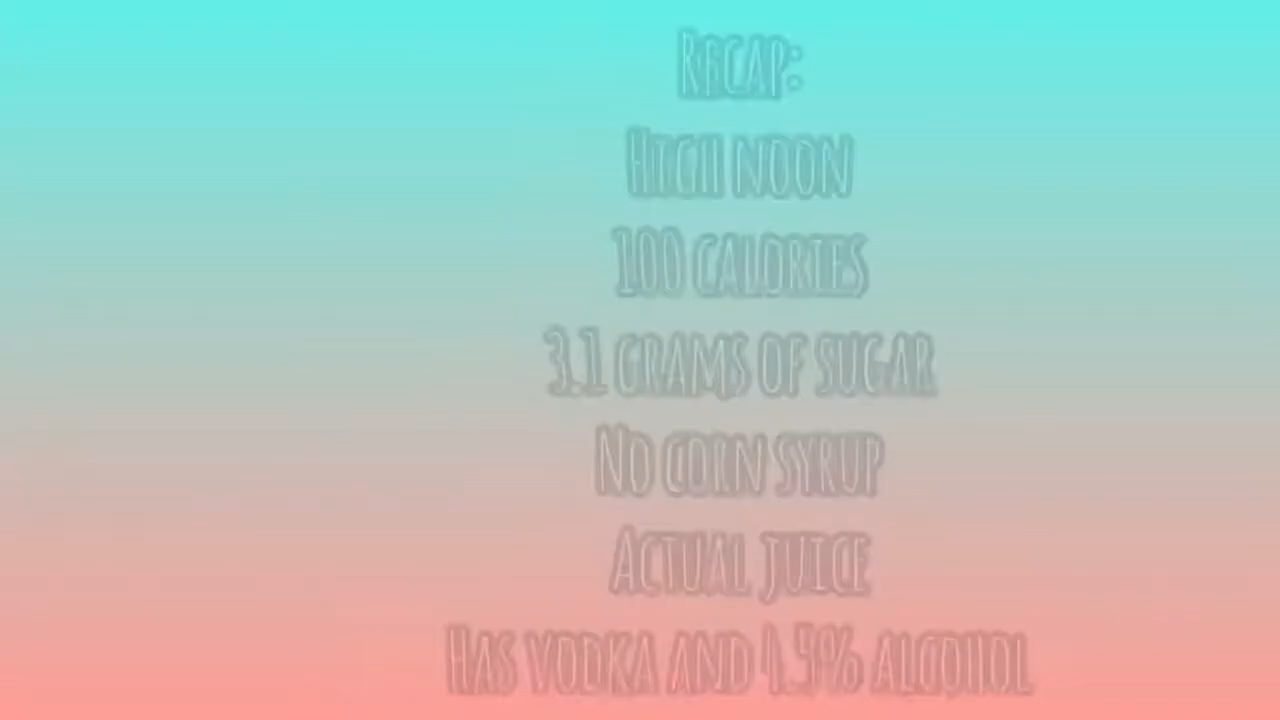 Recap:
High noon
100 calories
3.1 grams of sugar
No corn syrup
Actual juice
Has vodka and 4.5% alcohol